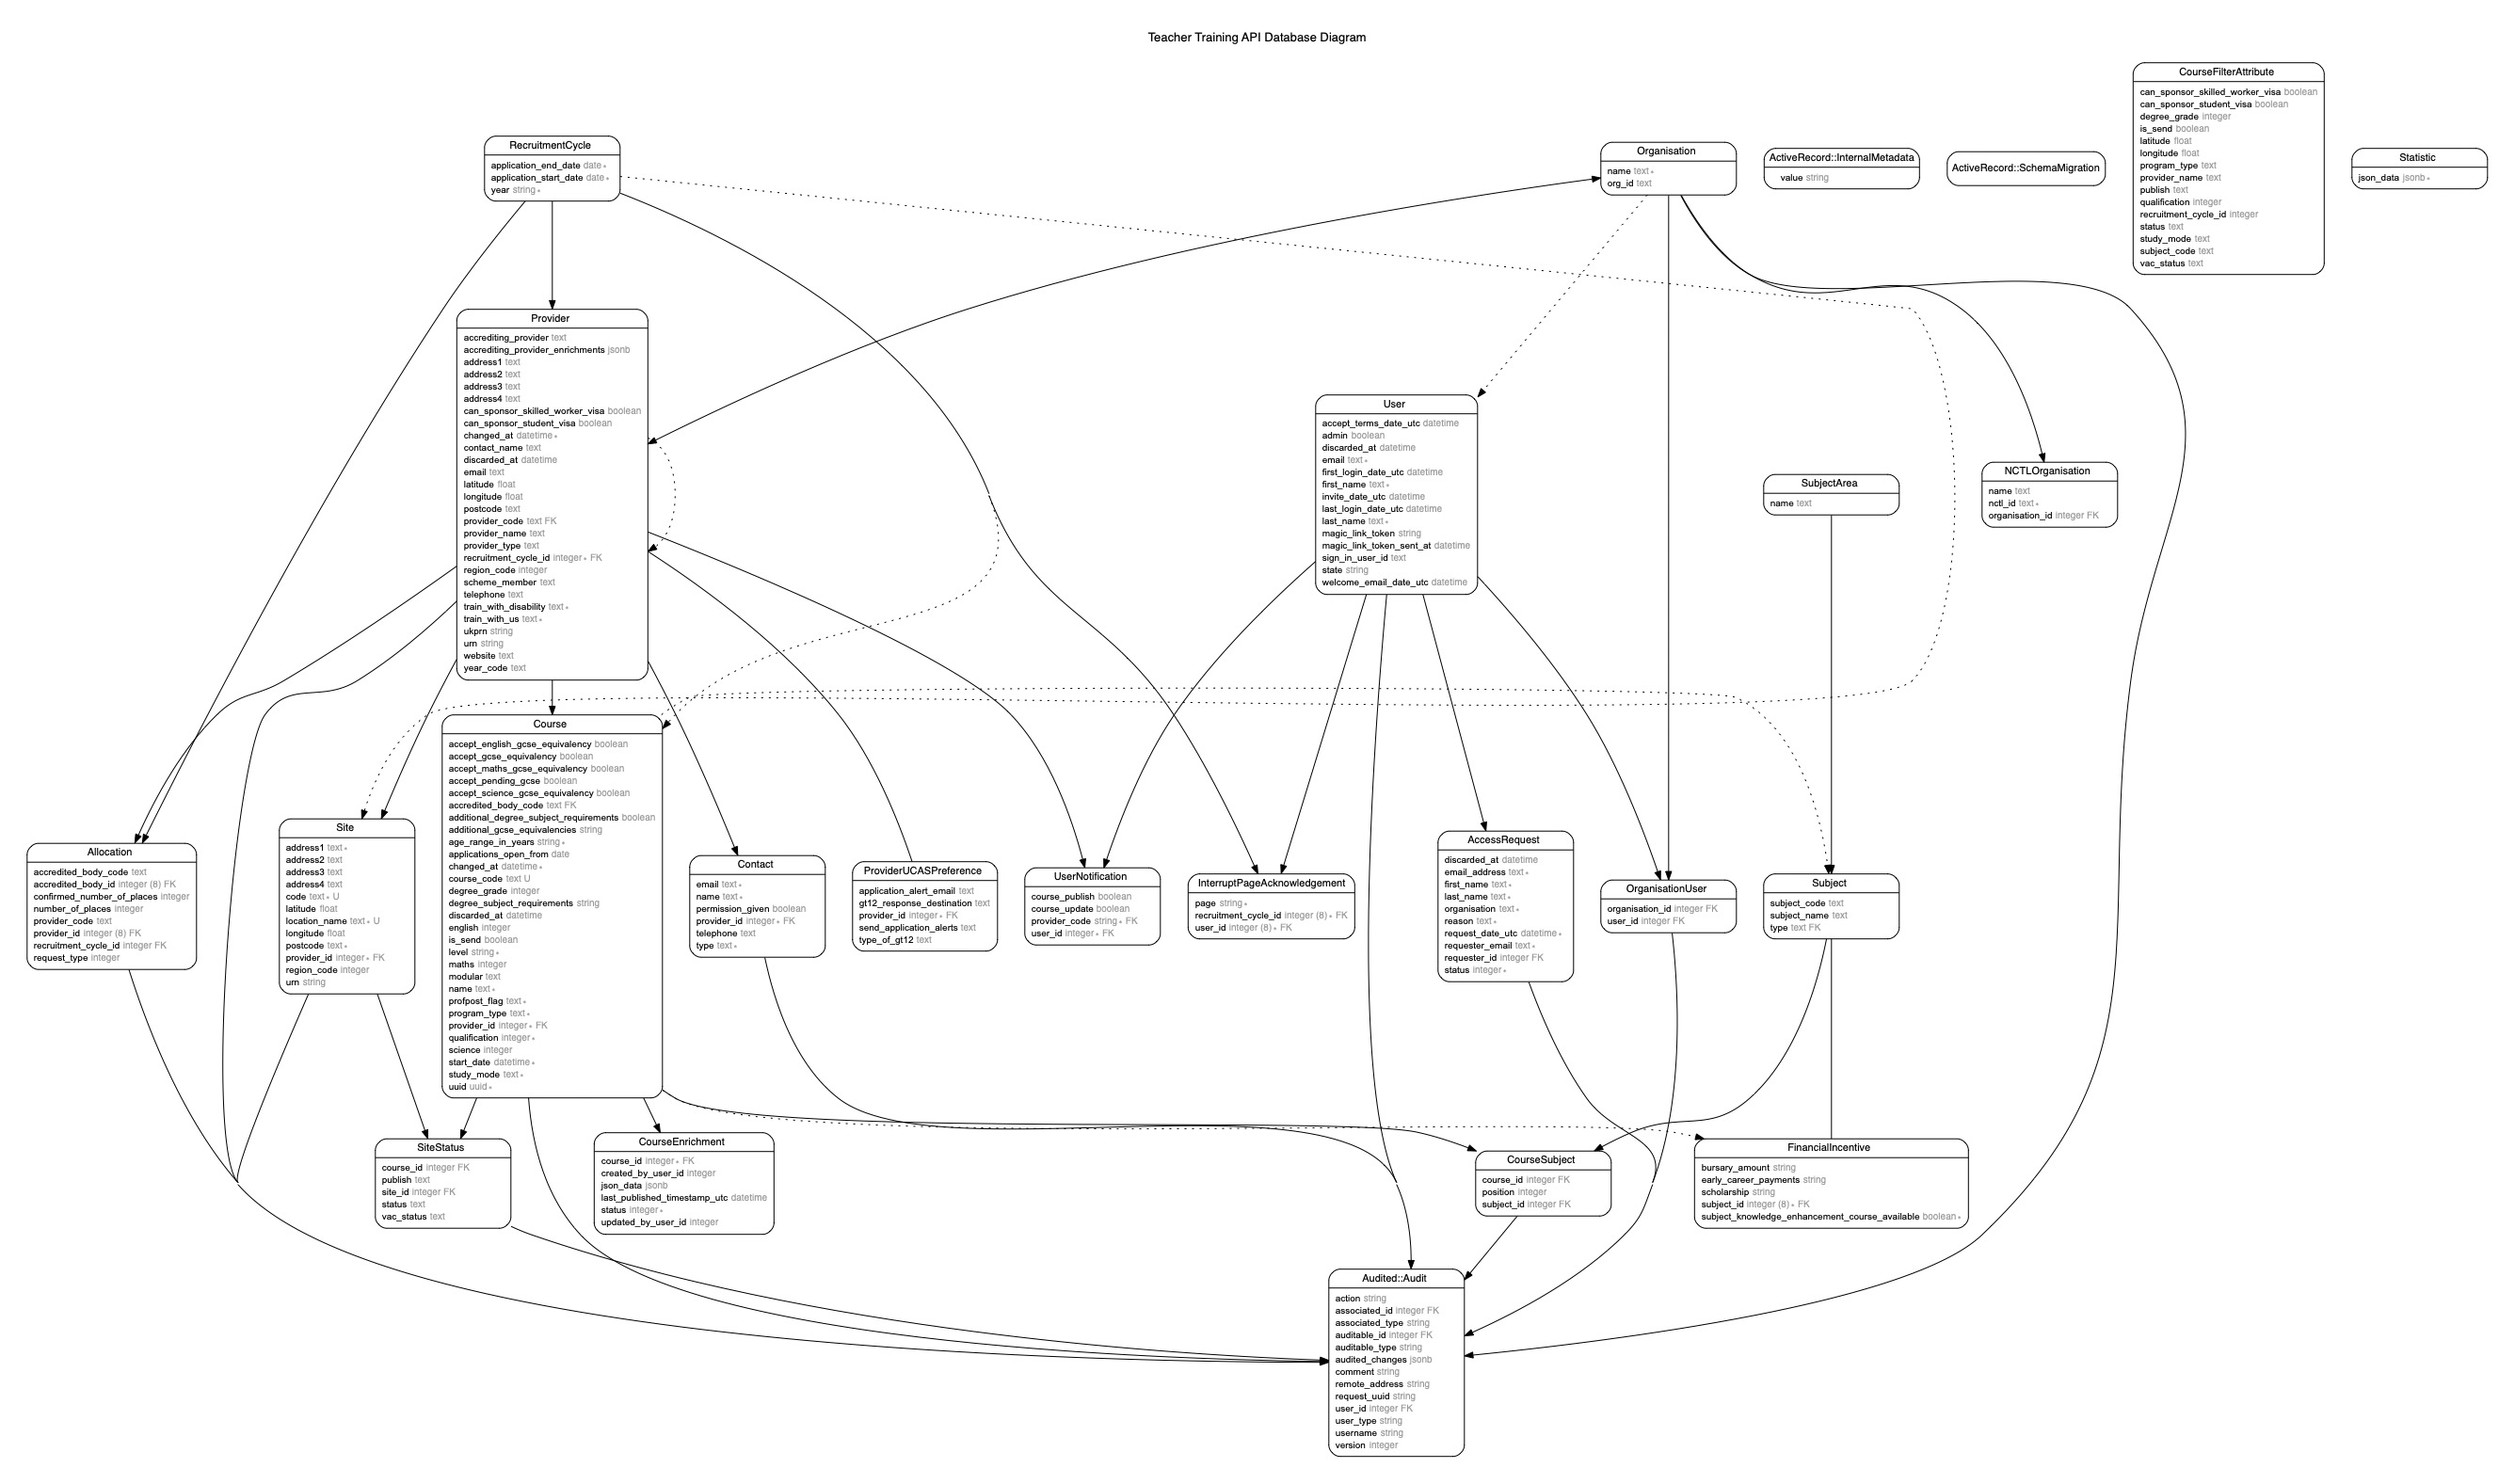 Teacher Training API Database Diagram
CourseFilterAttribute
can_sponsor_skilled_worker_visa boolean
can_sponsor_student_visa boolean
degree_grade integer
is_send boolean
latitude float
longitude float
program_type text
provider_name text
publish text
qualification integer
recruitment_cycle_id integer
status text
study_mode text
subject_code text
vac_status text
RecruitmentCycle
application_end_date date *
application_start_date date *
year string *
Organisation
name text *
org_id text
ActiveRecord::InternalMetadata
value string
ActiveRecord::SchemaMigration
Statistic
json_data jsonb *
Provider
accrediting_provider text
accrediting_provider_enrichments jsonb
address1 text
address2 text
address3 text
address4 text
can_sponsor_skilled_worker_visa boolean
can_sponsor_student_visa boolean
changed_at datetime *
contact_name text
discarded_at datetime
email text
latitude float
longitude float
postcode text
provider_code text FK
provider_name text
provider_type text
recruitment_cycle_id integer * FK
region_code integer
scheme_member text
telephone text
train_with_disability text *
train_with_us text *
ukprn string
urn string
website text
year_code text
User
accept_terms_date_utc datetime
admin boolean
discarded_at datetime
email text *
first_login_date_utc datetime
first_name text *
invite_date_utc datetime
last_login_date_utc datetime
last_name text *
magic_link_token string
magic_link_token_sent_at datetime
sign_in_user_id text
state string
welcome_email_date_utc datetime
SubjectArea
name text
NCTLOrganisation
name text
nctl_id text *
organisation_id integer FK
Allocation
accredited_body_code text
accredited_body_id integer (8) FK
confirmed_number_of_places integer
number_of_places integer
provider_code text
provider_id integer (8) FK
recruitment_cycle_id integer FK
request_type integer
Site
address1 text *
address2 text
address3 text
address4 text
code text * U
latitude float
location_name text * U
longitude float
postcode text *
provider_id integer * FK
region_code integer
urn string
Course
accept_english_gcse_equivalency boolean
accept_gcse_equivalency boolean
accept_maths_gcse_equivalency boolean
accept_pending_gcse boolean
accept_science_gcse_equivalency boolean
accredited_body_code text FK
additional_degree_subject_requirements boolean
additional_gcse_equivalencies string
age_range_in_years string *
applications_open_from date
changed_at datetime *
course_code text U
degree_grade integer
degree_subject_requirements string
discarded_at datetime
english integer
is_send boolean
level string *
maths integer
modular text
name text *
profpost_flag text *
program_type text *
provider_id integer * FK
qualification integer *
science integer
start_date datetime *
study_mode text *
uuid uuid *
Contact
email text *
name text *
permission_given boolean
provider_id integer * FK
telephone text
type text *
ProviderUCASPreference
application_alert_email text
gt12_response_destination text
provider_id integer * FK
send_application_alerts text
type_of_gt12 text
UserNotification
course_publish boolean
course_update boolean
provider_code string * FK
user_id integer * FK
InterruptPageAcknowledgement
page string *
recruitment_cycle_id integer (8) * FK
user_id integer (8) * FK
AccessRequest
discarded_at datetime
email_address text *
first_name text *
last_name text *
organisation text *
reason text *
request_date_utc datetime *
requester_email text *
requester_id integer FK
status integer *
OrganisationUser
organisation_id integer FK
user_id integer FK
Subject
subject_code text
subject_name text
type text FK
SiteStatus
course_id integer FK
publish text
site_id integer FK
status text
vac_status text
CourseEnrichment
course_id integer * FK
created_by_user_id integer
json_data jsonb
last_published_timestamp_utc datetime
status integer *
updated_by_user_id integer
CourseSubject
course_id integer FK
position integer
subject_id integer FK
FinancialIncentive
bursary_amount string
early_career_payments string
scholarship string
subject_id integer (8) * FK
subject_knowledge_enhancement_course_available boolean *
Audited::Audit
action string
associated_id integer FK
associated_type string
auditable_id integer FK
auditable_type string
audited_changes jsonb
comment string
remote_address string
request_uuid string
user_id integer FK
user_type string
username string
version integer